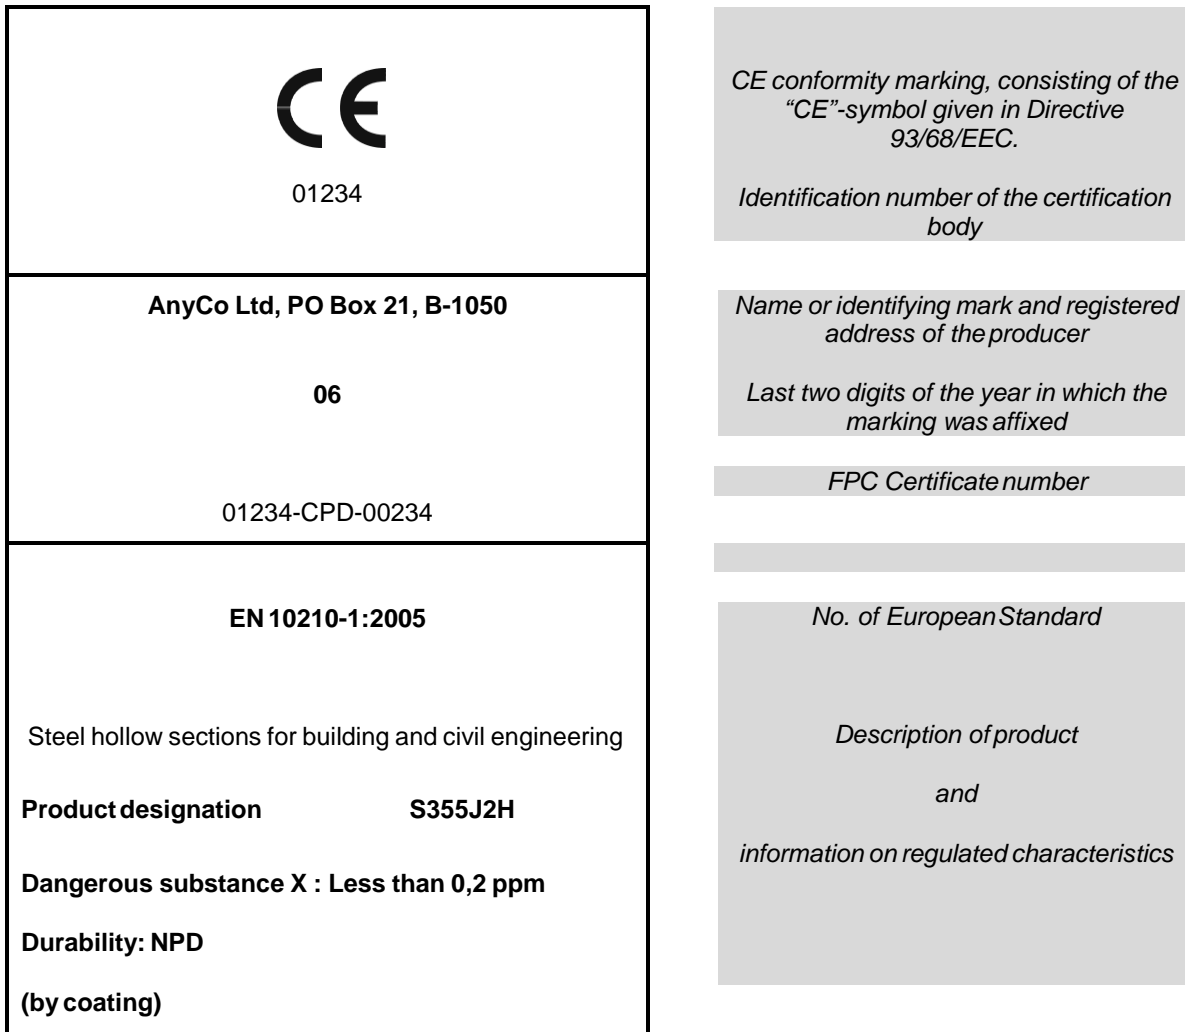 CE
01234
CE conformity marking, consisting of the
“CE”-symbol given in Directive
93/68/EEC.
Identification number of the certification
body
AnyCo Ltd, PO Box 21, B-1050
06
01234-CPD-00234
Name or identifying mark and registered
address of the producer
Last two digits of the year in which the
marking was affixed
FPC Certificate number
EN 10210-1:2005
Steel hollow sections for building and civil engineering
Product designation S355J2H
Dangerous substance X : Less than 0,2 ppm
Durability: NPD
(by coating)
No. of European Standard
Description of product
and
information on regulated characteristics